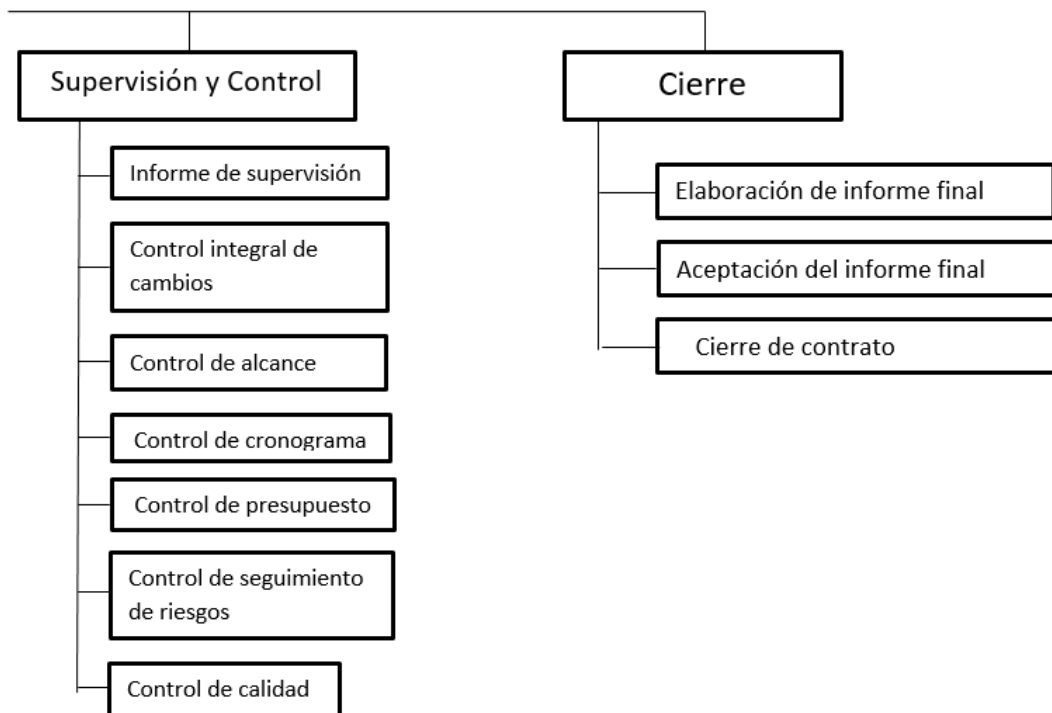 Supervisión y Control
Informe de supervisión
Control integral de
cambios
Control de alcance
Control de cronograma
Control de presupuesto
Control de seguimiento
de riesgos
Control de calidad
Cierre
Elaboración de informe final
Aceptación del informe final
Cierre de contrato